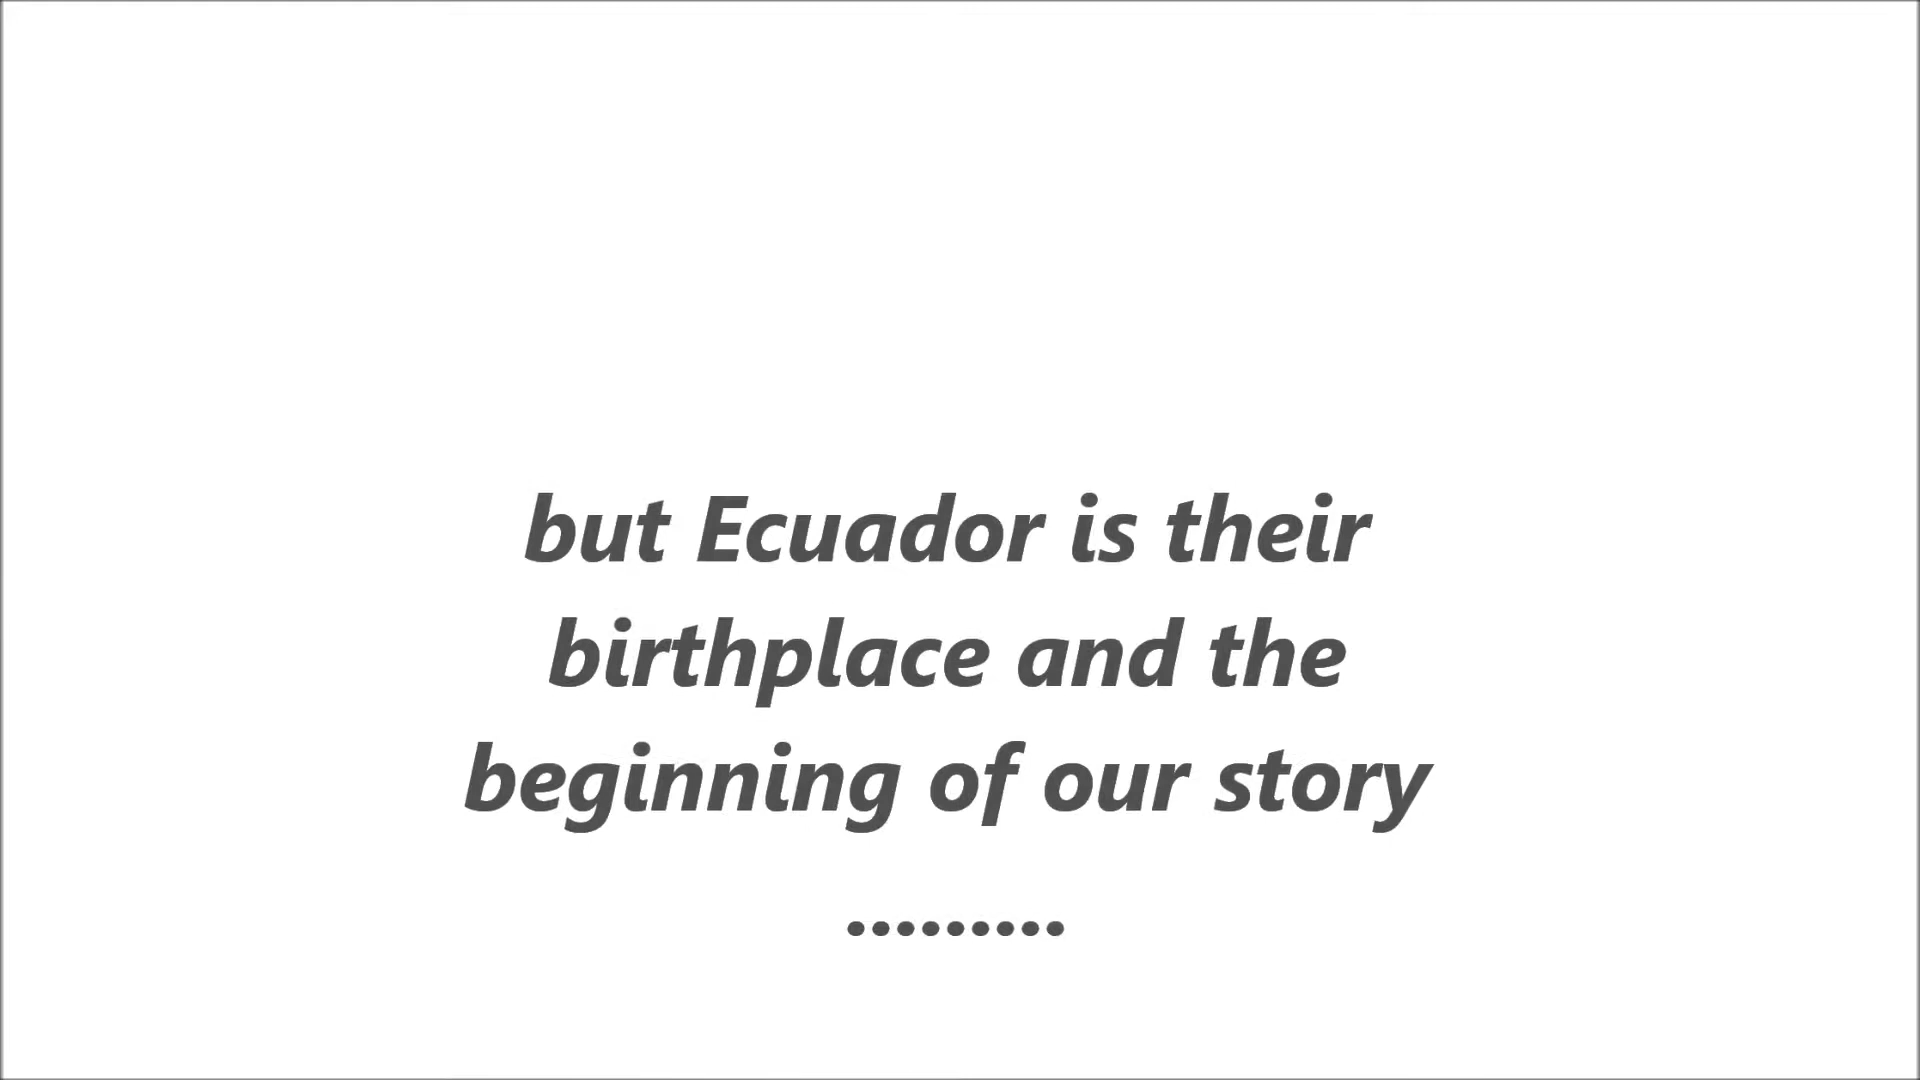 but Ecuador is their
birthplace and the
beginning of our story
.........